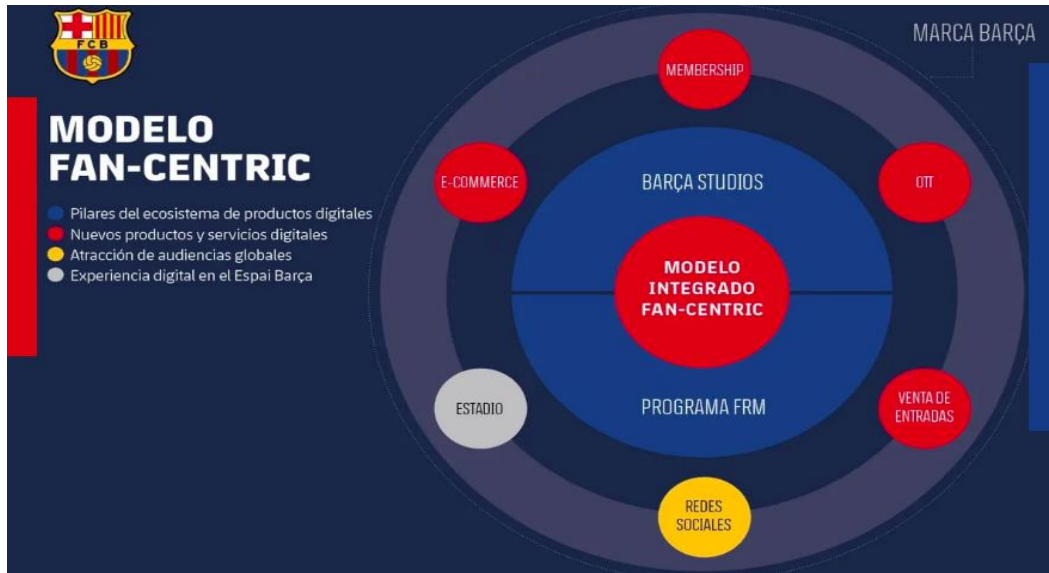 FCB
MARCA BARÇA
MODELO
FAN-CENTRIC
Pilares del ecosistema de productos digitales
Nuevos productos y servicios digitales
Atracción de audiencias globales
Experiencia digital en el Espai Barça
MEMBERSHIP
E-COMMERCE
BARÇA STUDIOS
OTT
MODELO
INTEGRADO
FAN-CENTRIC
ESTADIO
PROGRAMA FRM
VENTA DE
ENTRADAS
REDES
SOCIALES